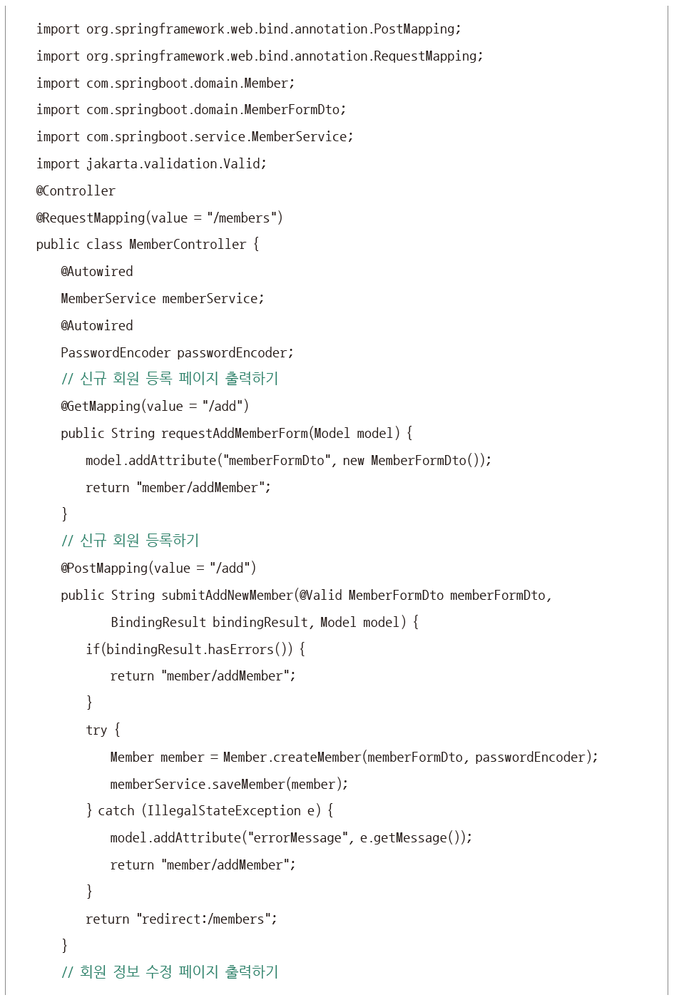 import org.springframework.web.bind.annotation.PostMapping;
import org.springframework.web.bind.annotation.RequestMapping;
import com.springboot.domain.Member;
import com.springboot.domain.MemberFormDto;
import com.springboot.service.MemberService;
import jakarta.validation.Valid;
@Controller
@RequestMapping(value = "/members")
public class MemberController {
@Autowired
MemberService memberService;
@Autowired
PasswordEncoder passwordEncoder;
// 신규 회원 등록 페이지 출력하기
@GetMapping(value = "/add")
public String requestAddMemberForm(Model model) {
model.addAttribute("memberFormDto", new MemberFormDto());
return "member/addMember";
}
// 신규 회원 등록하기
@PostMapping(value = "/add")
public String submitAddNewMember(@Valid MemberFormDto memberFormDto,
BindingResult bindingResult, Model model) {
if(bindingResult.hasErrors()) {
return "member/addMember";
}
try {
Member member = Member.createMember(memberFormDto, passwordEncoder);
memberService.saveMember(member);
} catch (IllegalStateException e) {
model.addAttribute("errorMessage", e.getMessage());
return "member/addMember";
}
return "redirect:/members";
}
// 회원 정보 수정 페이지 출력하기